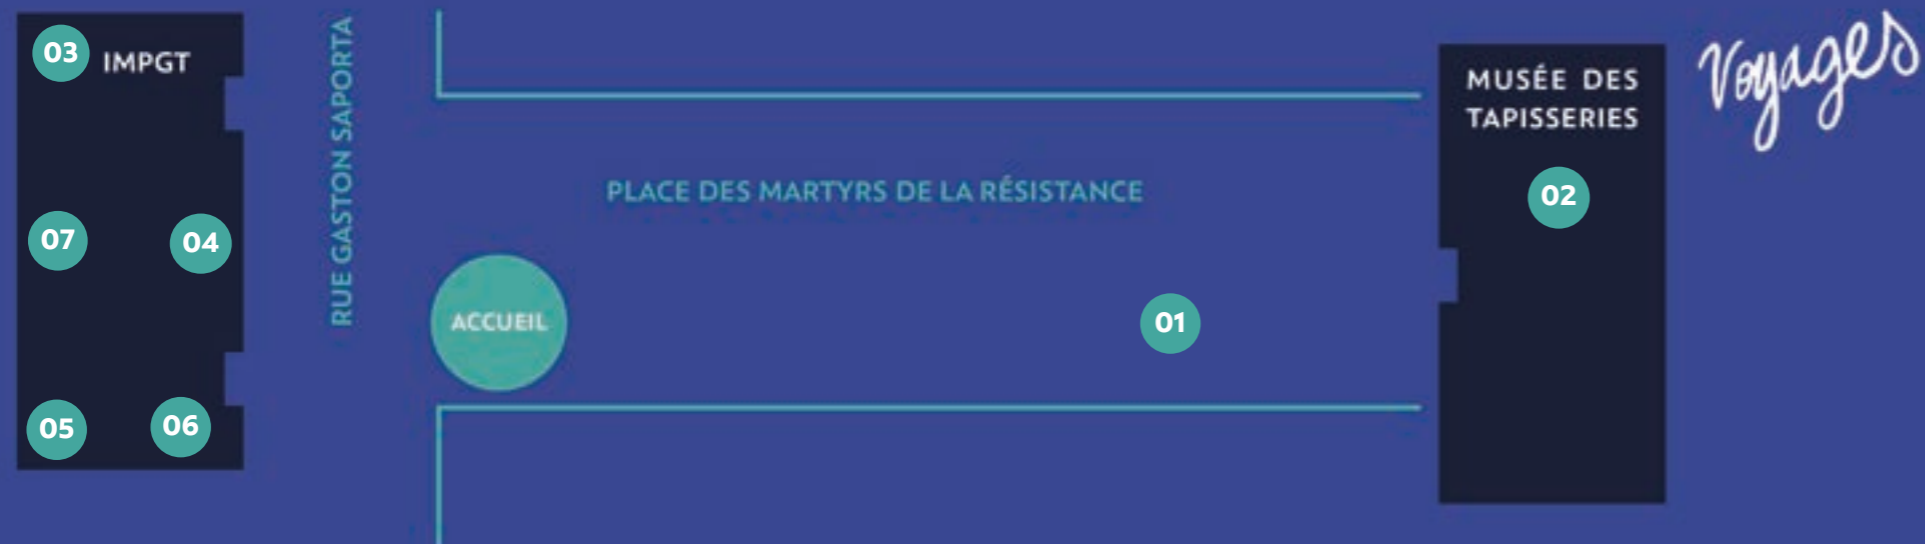 03 IMPGT
07
04
05
06
RUE GASTON SAPORTA
PLACE DES MARTYRS DE LA RÉSISTANCE
ACCUEIL
01
MUSÉE DES
TAPISSERIES
02
Voyages